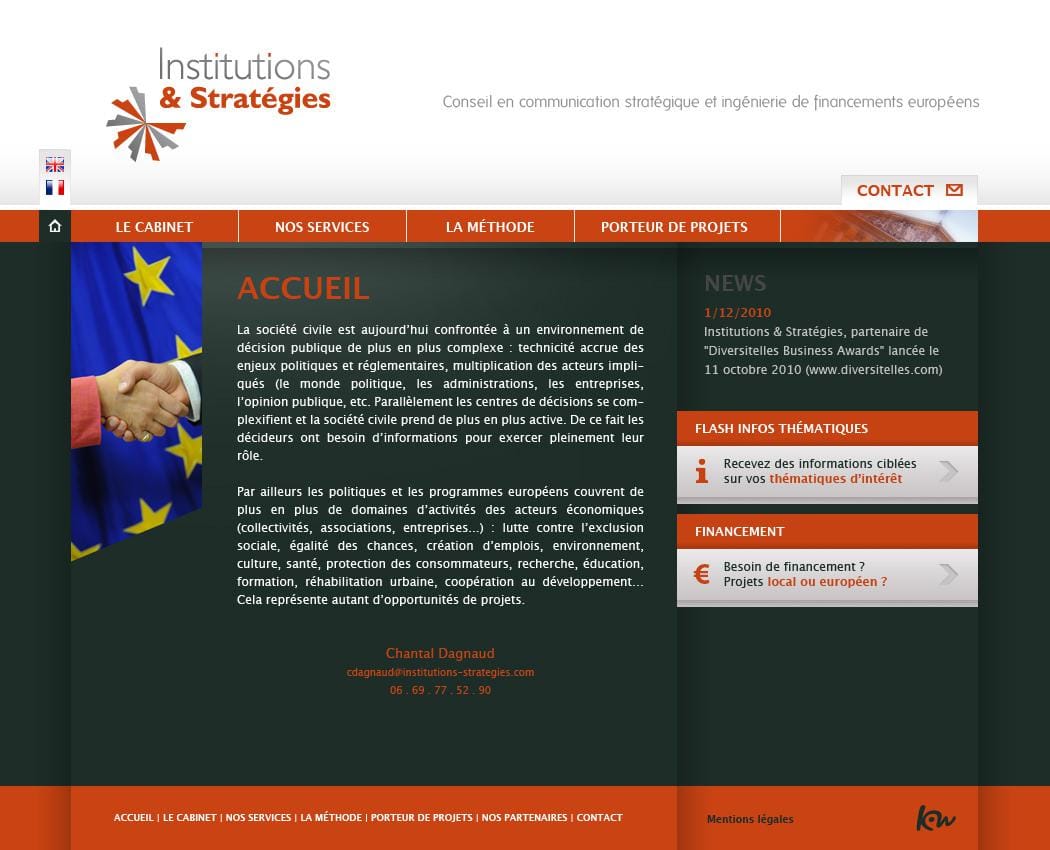 Institutions
& Stratégies
Conseil en communication stratégique et ingénierie de financements européens
CONTACT
LE CABINET
NOS SERVICES
LA MÉTHODE
PORTEUR DE PROJETS
ACCUEIL
La société civile est aujourd’hui confrontée à un environnement de
décision publique de plus en plus complexe : technicité accrue des
enjeux politiques et réglementaires, multiplication des acteurs impli-
qués (le monde politique, les administrations, les entreprises,
l’opinion publique, etc. Parallèlement les centres de décisions se com-
plexifient et la société civile prend de plus en plus active. De ce fait les
décideurs ont besoin d’informations pour exercer pleinement leur
rôle.
Par ailleurs les politiques et les programmes européens couvrent de
plus en plus de domaines d’activités des acteurs économiques
(collectivités, associations, entreprises...) : lutte contre l’exclusion
sociale, égalité des chances, création d’emplois, environnement,
culture, santé, protection des consommateurs, recherche, éducation,
formation, réhabilitation urbaine, coopération au développement...
Cela représente autant d’opportunités de projets.
Chantal Dagnaud
cdagnaud@institutions-strategies.com
06 . 69 . 77 . 52 . 90
NEWS
1/12/2010
Institutions & Stratégies, partenaire de
"Diversitelles Business Awards" lancée le
11 octobre 2010 (www.diversitelles.com)
FLASH INFOS THÉMATIQUES
Recevez des informations ciblées
sur vos thématiques d’intérêt
FINANCEMENT
€ Besoin de financement ?
Projets local ou européen ?
ACCUEIL | LE CABINET | NOS SERVICES | LA MÉTHODE | PORTEUR DE PROJETS | NOS PARTENAIRES | CONTACT
Mentions légales